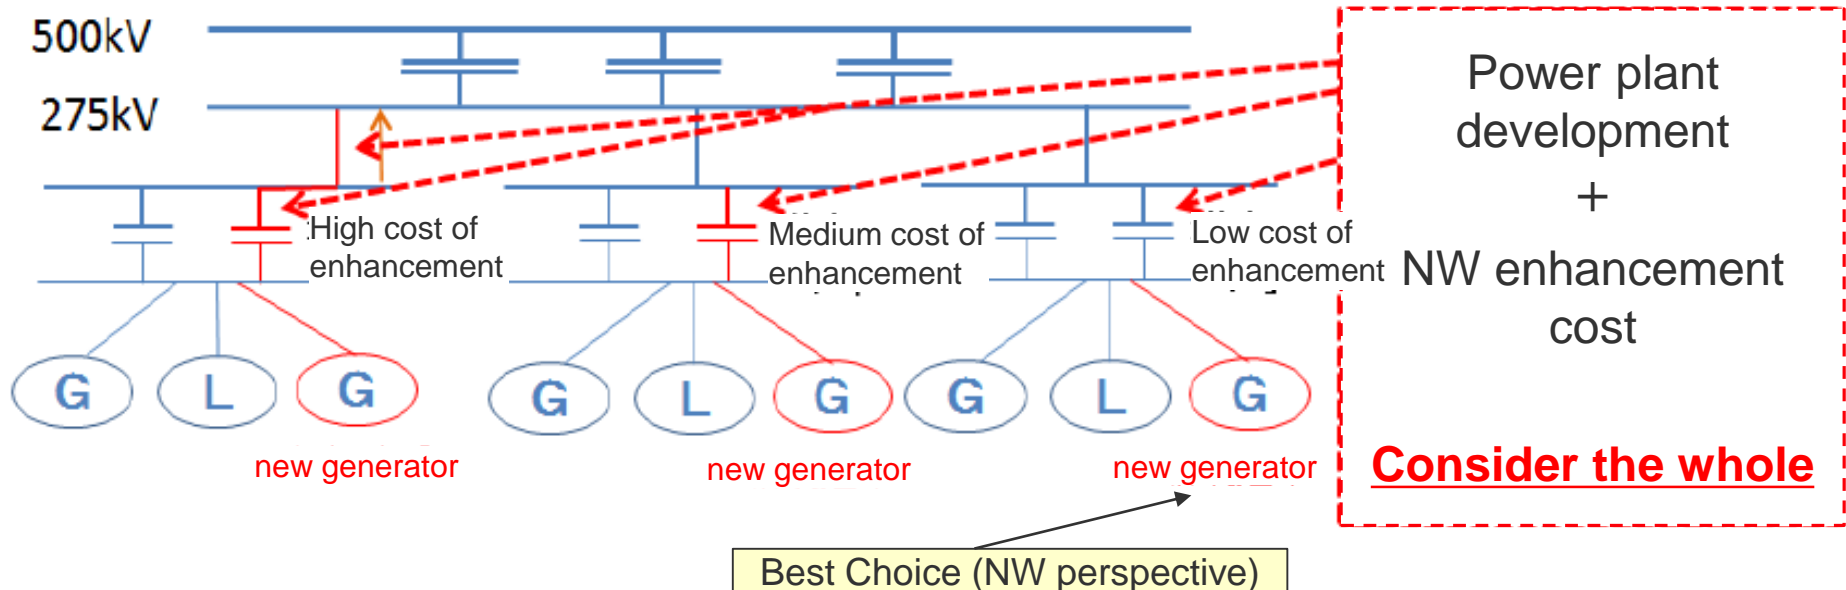 500kV
275kV
High cost of
enhancement
Medium cost of
enhancement
Low cost of
enhancement
G
L
G
G
L
G
G
L
G
new generator
new generator
new generator
Best Choice (NW perspective)
Power plant
development
+
NW enhancement
cost
Consider the whole